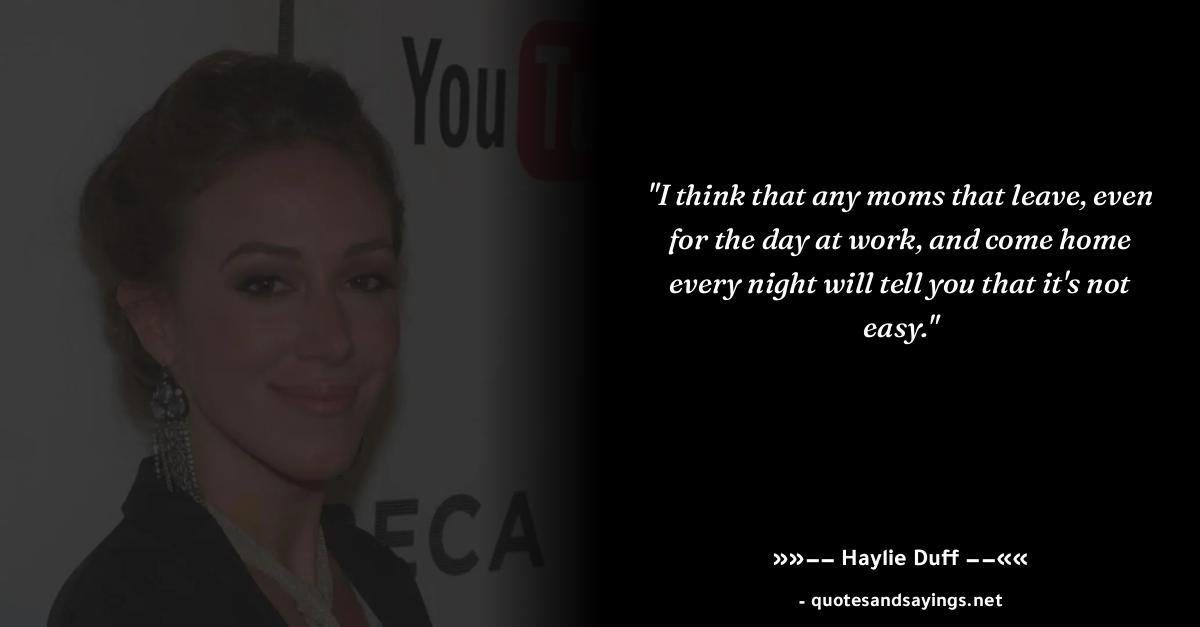 YouTu
ECA
"I think that any moms that leave, even
for the day at work, and come home
every night will tell you that it's not
easy."
»»–– Haylie Duff ––««
- quotesandsayings.net